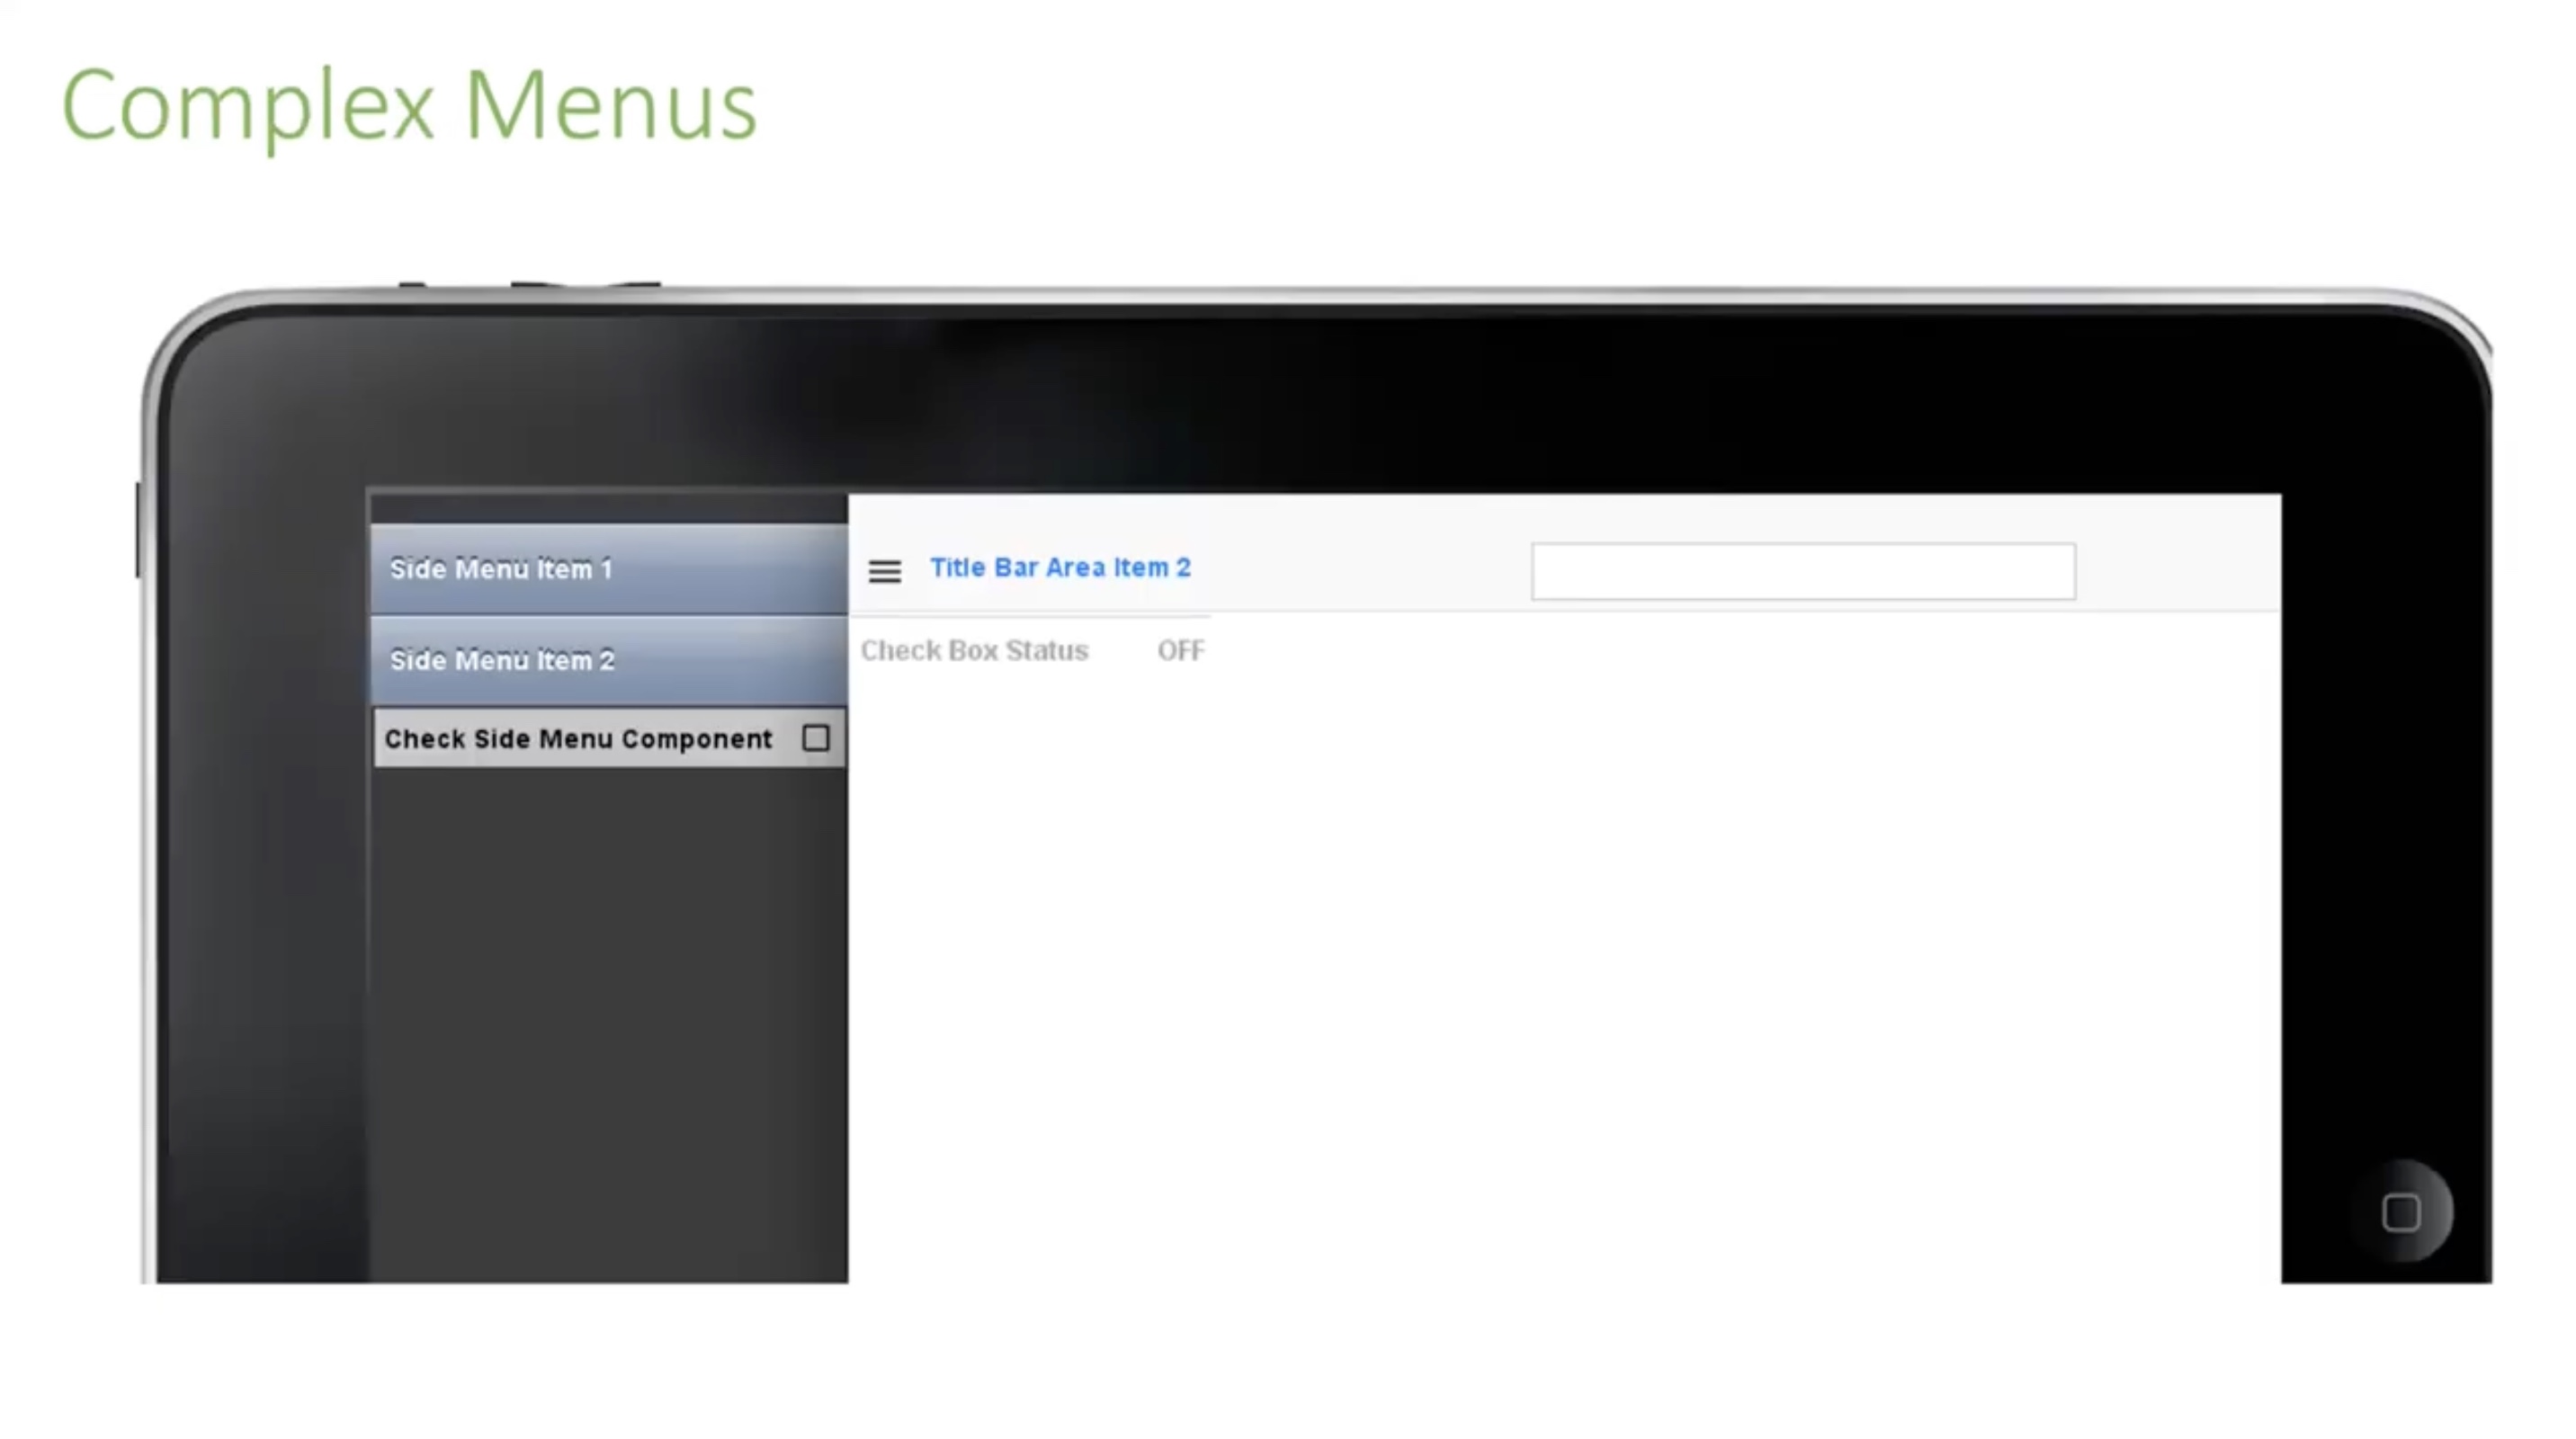 Complex Menus
Side Menu Item 1
Title Bar Area Item 2
Side Menu Item 2
Check Box Status OFF
Check Side Menu Component